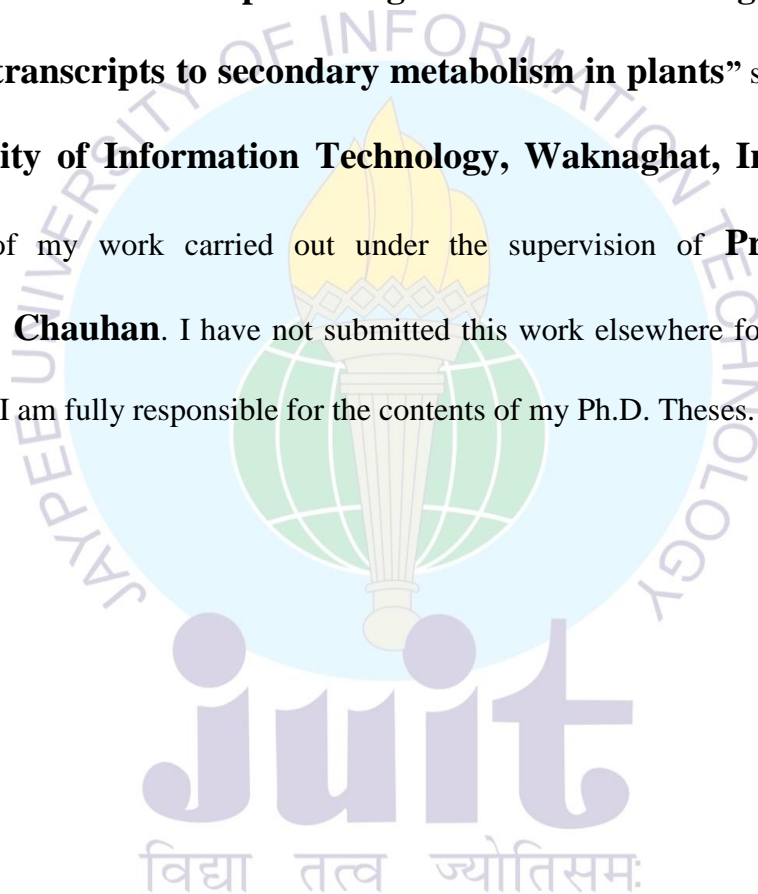 transcripts to secondary metabolism in plants” s
ity of Information Technology, Waknaghat, In
of my work carried out under the supervision of Pr
Chauhan. I have not submitted this work elsewhere fo
I am fully responsible for the contents of my Ph.D. Theses.
JAYPEE UNIVERSITY OF INFORMATION TECHNOLOGY
juit
विद्या तत्व ज्योतिसमः